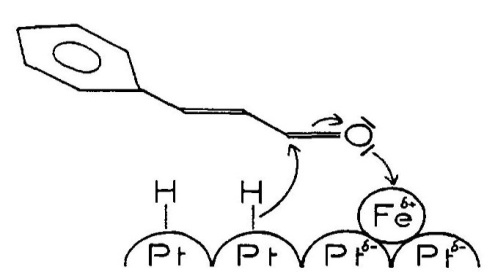 O
H H
Fe δ+
Pt Pt Pt δ- Pt δ-